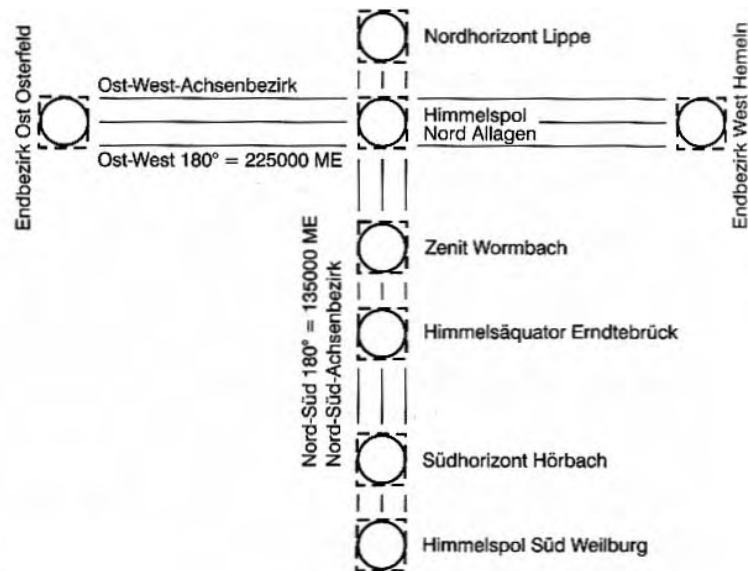 Nordhorizont Lippe
Endbezirk Ost Osterfeld
Ost-West-Achsenbezirk
Himmelspol
Nord Allagen
Endbezirk West Hemeln
Ost-West 180° = 225000 ME
Zenit Wormbach
Nord-Süd 180° = 135000 ME
Nord-Süd-Achsenbezirk
Himmelsäquator Erndtebrück
Südhorizont Hörbach
Himmelspol Süd Weilburg